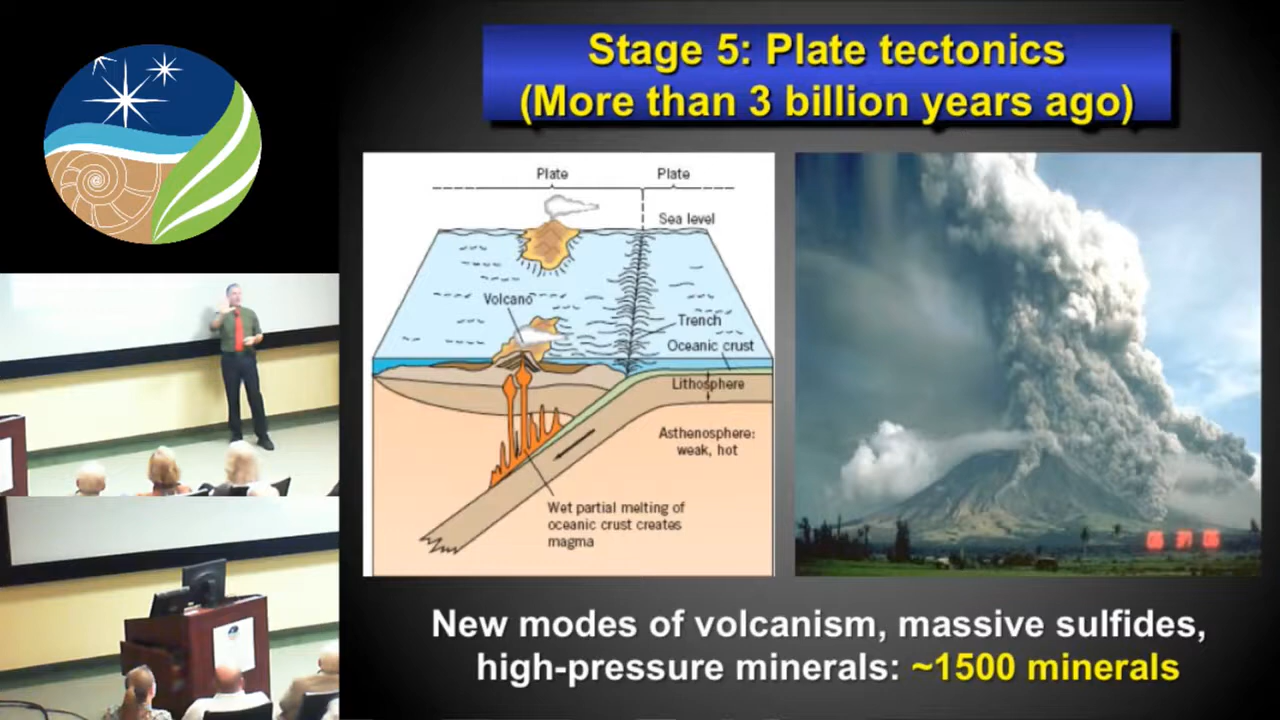 Stage 5: Plate tectonics
(More than 3 billion years ago)
Plate
Plate
Sea level
Volcano
Trench
Oceanic crust
Lithosphere
Asthenosphere:
weak, hot
Wet partial melting of
oceanic crust creates
magma
New modes of volcanism, massive sulfides,
high-pressure minerals: ~1500 minerals